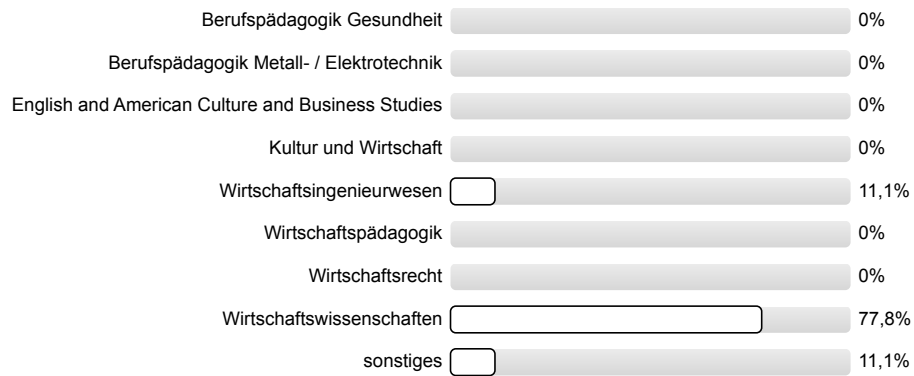 Berufspädagogik Gesundheit 0%
Berufspädagogik Metall- / Elektrotechnik 0%
English and American Culture and Business Studies 0%
Kultur und Wirtschaft 0%
Wirtschaftsingenieurwesen 11,1%
Wirtschaftspädagogik 0%
Wirtschaftsrecht 0%
Wirtschaftswissenschaften 77,8%
sonstiges 11,1%